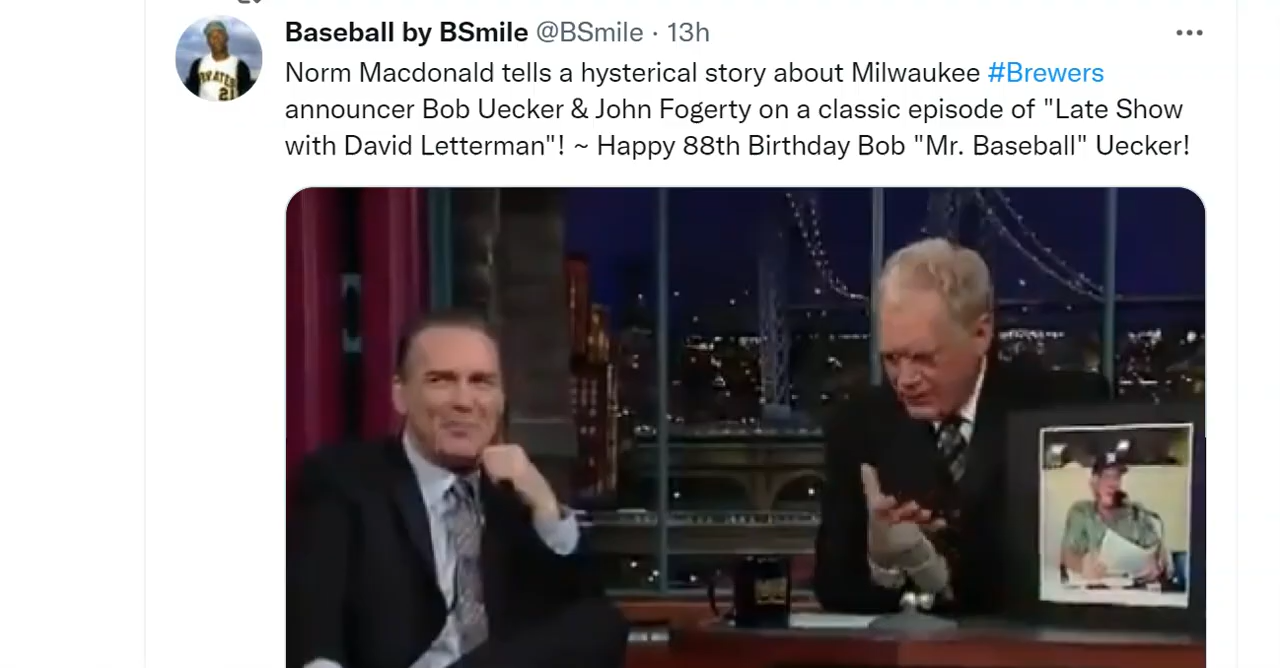 Baseball by BSmile @BSmile · 13h
Norm Macdonald tells a hysterical story about Milwaukee #Brewers
announcer Bob Uecker & John Fogerty on a classic episode of "Late Show
with David Letterman"! ~ Happy 88th Birthday Bob "Mr. Baseball" Uecker!